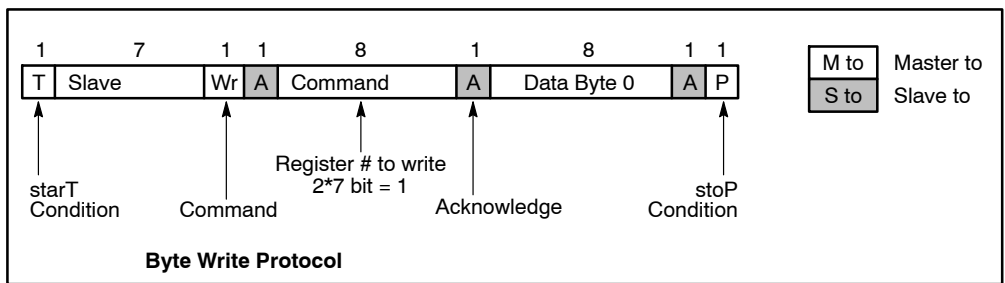 1 7 1 1 8 1 8 1 1
T Slave Wr A Command A Data Byte 0 A P
M to Master to
S to Slave to
Register # to write
2*7 bit = 1
starT
Condition
Command
Acknowledge
stoP
Condition
Byte Write Protocol